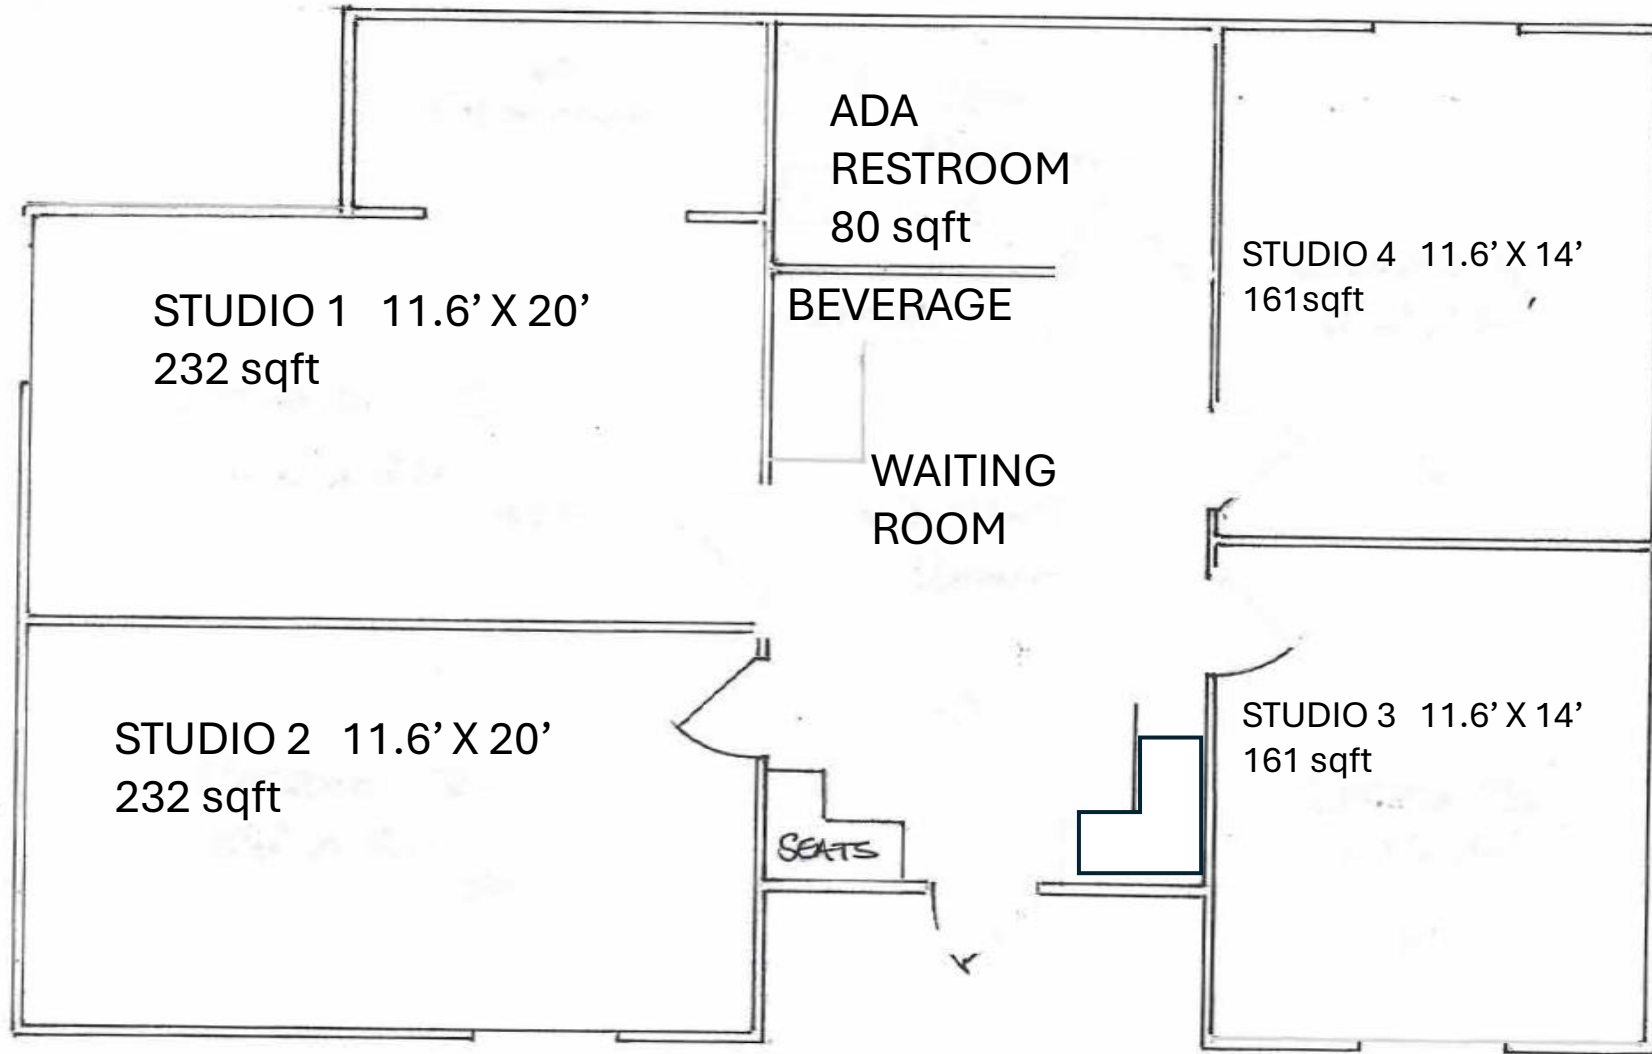 ADA
RESTROOM
80 sqft
STUDIO 4 11.6’ X 14’
161sqft
STUDIO 1 11.6’ X 20’
232 sqft
BEVERAGE
WAITING
ROOM
STUDIO 2 11.6’ X 20’
232 sqft
STUDIO 3 11.6’ X 14’
161 sqft
SEATS